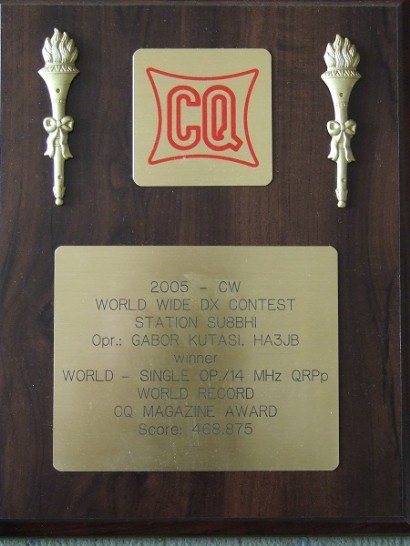 CQ
2005 - CW
WORLD WIDE DX CONTEST
STATION SU8BHI
Opr.: GABOR KUTASI, HA3JB
winner
WORLD - SINGLE OP./14 MHz QRPp
WORLD RECORD
CQ MAGAZINE AWARD
Score: 468.875